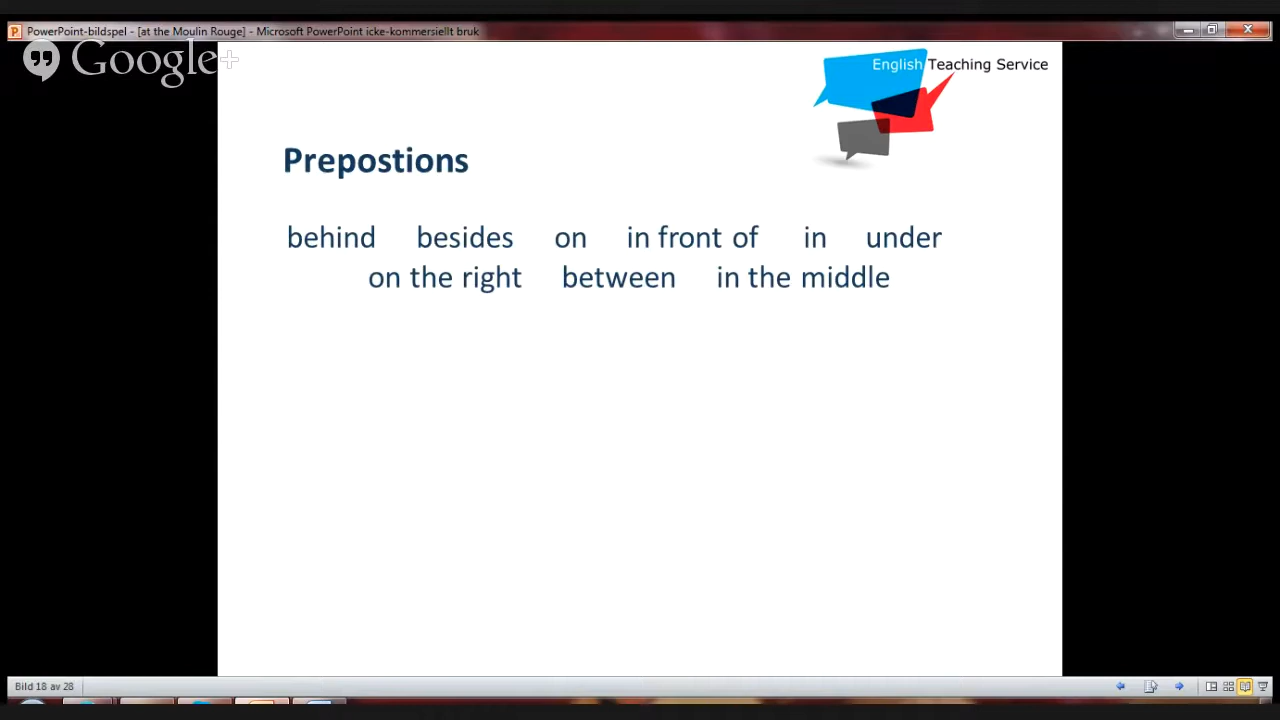 PowerPoint-bildspel - [at the Moulin Rouge] - Microsoft PowerPoint icke-kommersiellt bruk
Google+
English Teaching Service
Prepostions
behind besides on in front of in under
on the right between in the middle
Bild 18 av 28